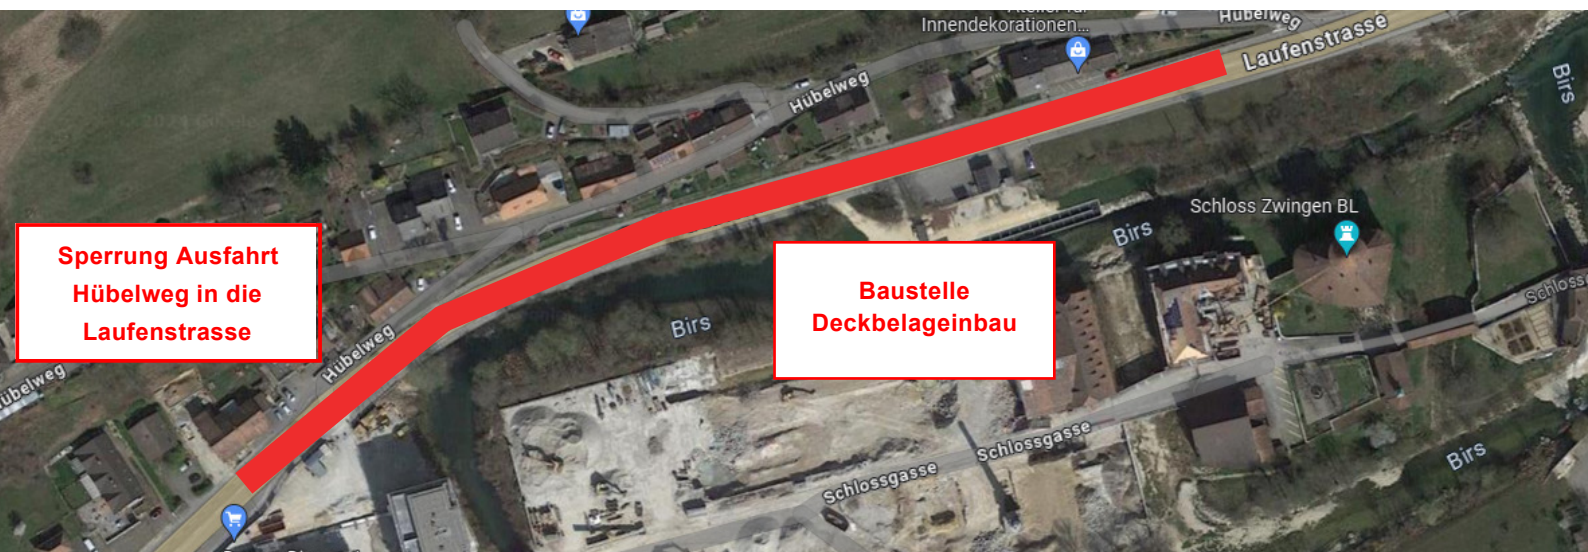 Innendekorationen...
Hübelweg
Laufenstrasse
Birs
Hübelweg
Schloss Zwingen BL
Birs
Sperrung Ausfahrt
Hübelweg in die
Laufenstrasse
Baustelle
Deckbelageinbau
Schloss
Birs
Hübelweg
übelweg
Schlossgasse
Schlossgasse
Birs